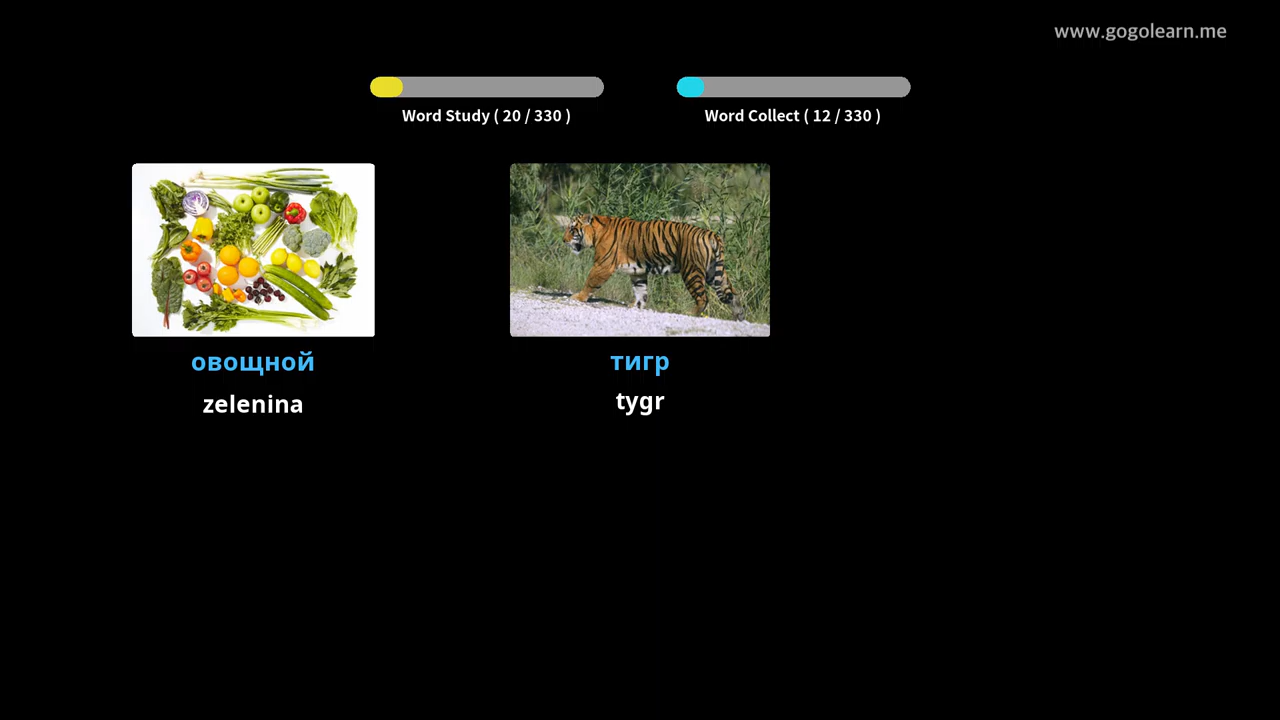 www.gogolearn.me
Word Study ( 20 / 330 )
Word Collect ( 12 / 330 )
овощной
zelenina
тигр
tygr